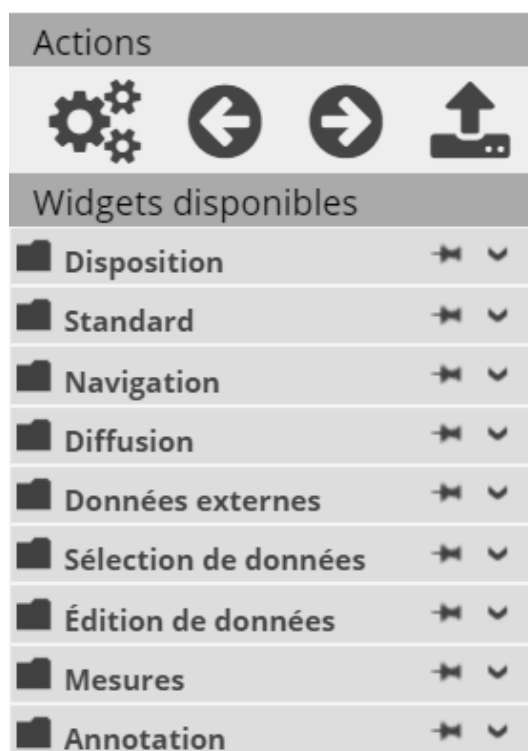 Actions
Widgets disponibles
Disposition
Standard
Navigation
Diffusion
Données externes
Sélection de données
Édition de données
Mesures
Annotation